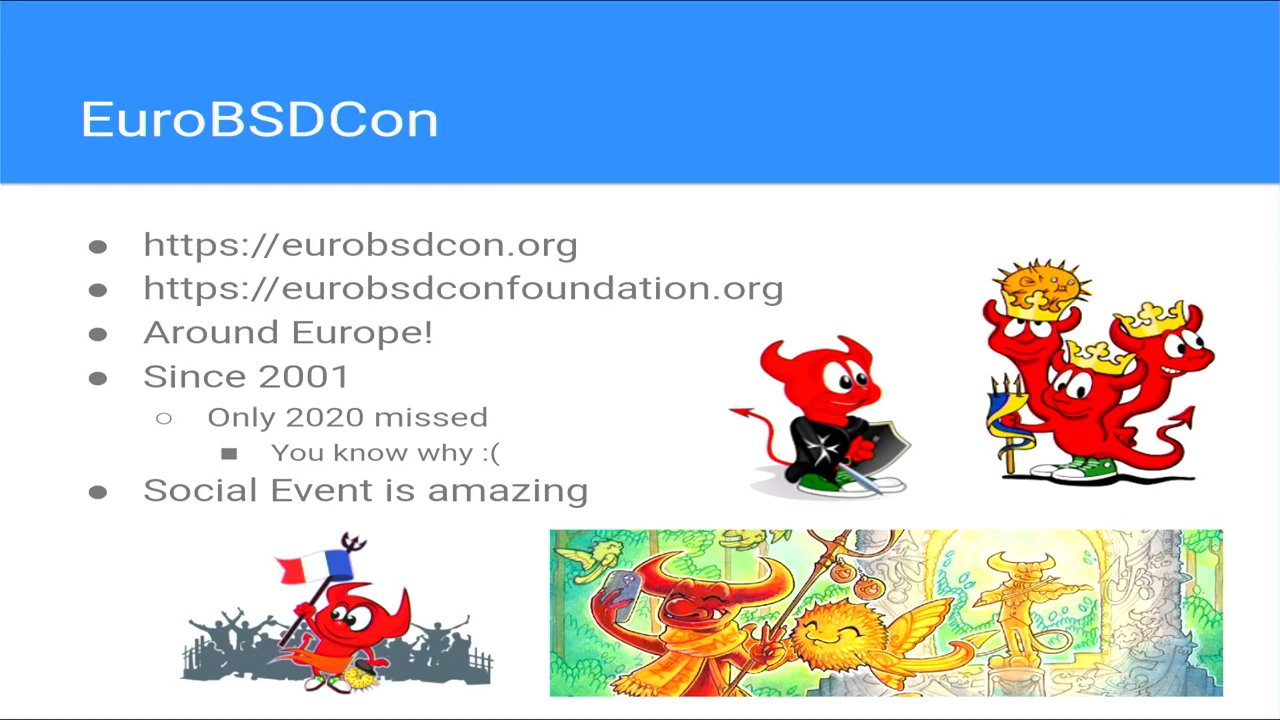 EuroBSDCon
https://eurobsdcon.org
https://eurobsdconfoundation.org
Around Europe!
Since 2001
Only 2020 missed
You know why :(
Social Event is amazing